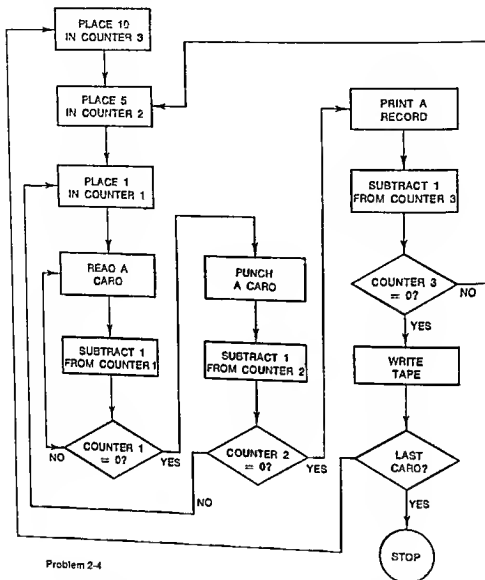 PLACE 10
IN COUNTER 3
PLACE 5
IN COUNTER 2
PLACE 1
IN COUNTER 1
READ A
CARO
SUBTRACT 1
FROM COUNTER 1
COUNTER 1
= 0?
NO
YES
PUNCH
A CARO
SUBTRACT 1
FROM COUNTER 2
COUNTER 2
= 0?
NO
YES
PRINT A
RECORD
SUBTRACT 1
FROM COUNTER 3
COUNTER 3
= 0?
NO
YES
WRITE
TAPE
LAST
CARO?
YES
STOP
Problem 2-4